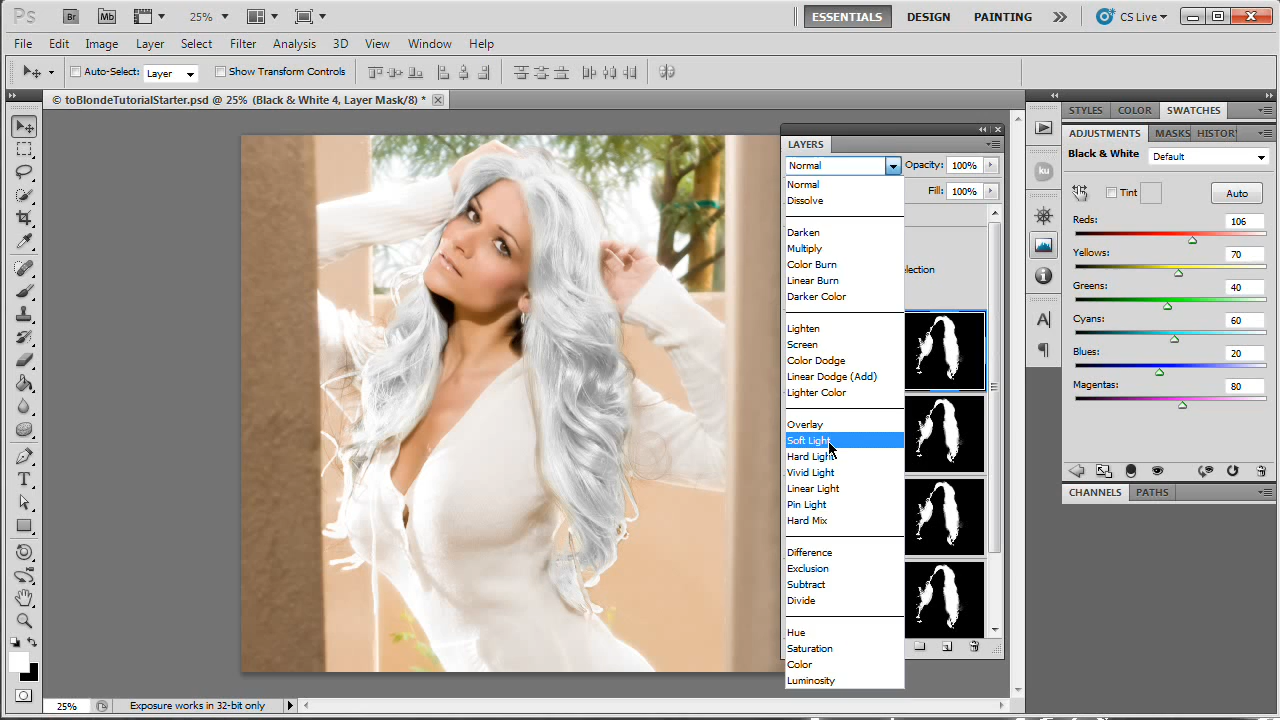 Ps Br Mb 25% ESSENTIALS DESIGN PAINTING CS Live
File Edit Image Layer Select Filter Analysis 3D View Window Help
Auto-Select: Layer Show Transform Controls
© toBlondeTutorialStarter.psd @ 25% (Black & White 4, Layer Mask/8) *
LAYERS
Normal Opacity: 100%
Fill: 100%
Normal
Dissolve
Darken
Multiply
Color Burn
Linear Burn
Darker Color
Lighten
Screen
Color Dodge
Linear Dodge (Add)
Lighter Color
Overlay
Soft Light
Hard Light
Vivid Light
Linear Light
Pin Light
Hard Mix
Difference
Exclusion
Subtract
Divide
Hue
Saturation
Color
Luminosity
election
ku
STYLES COLOR SWATCHES
ADJUSTMENTS MASKS HISTOR
Black & White Default
Tint Auto
Reds: 106
Yellows: 70
Greens: 40
Cyans: 60
Blues: 20
Magentas: 80
CHANNELS PATHS
25% Exposure works in 32-bit only